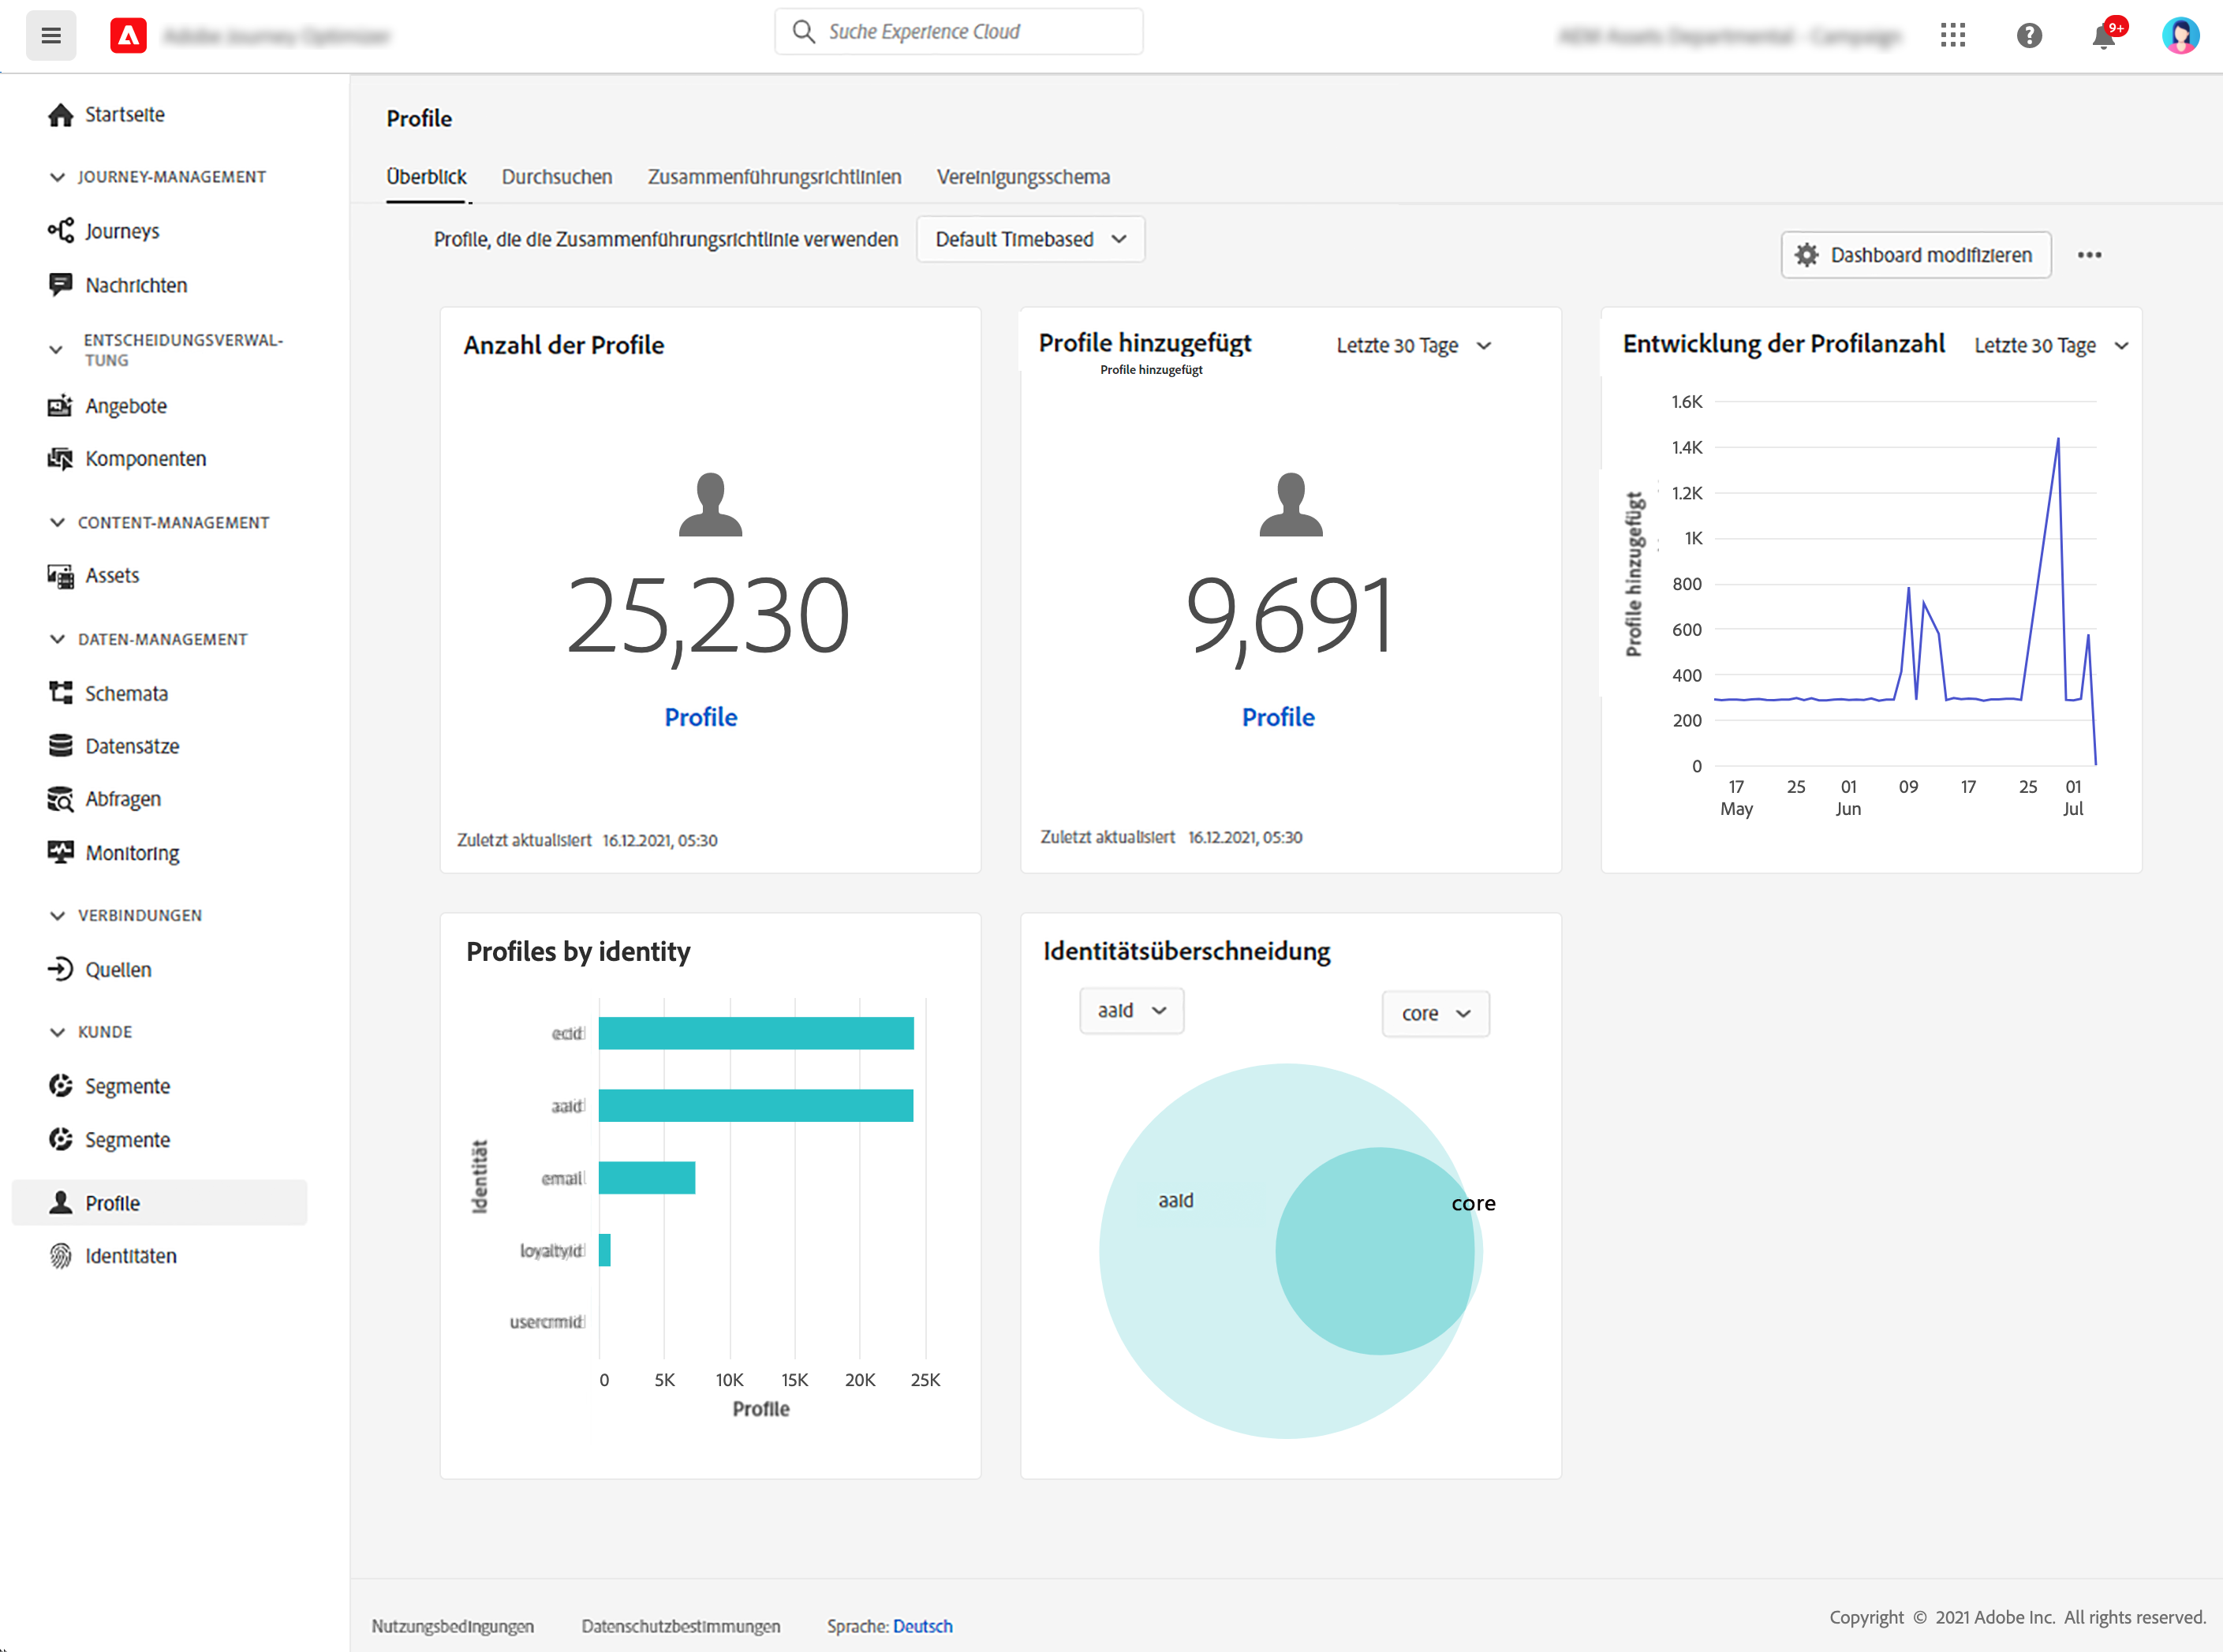 Suche Experience Cloud
9+
Startseite
JOURNEY-MANAGEMENT
Journeys
Nachrichten
ENTSCHEIDUNGSVERWAL-
TUNG
Angebote
Komponenten
CONTENT-MANAGEMENT
Assets
DATEN-MANAGEMENT
Schemata
Datensätze
Abfragen
Monitoring
VERBINDUNGEN
Quellen
KUNDE
Segmente
Segmente
Profile
Identitäten
Profile
Überblick
Durchsuchen
Zusammenführungsrichtlinien
Vereinigungsschema
Profile, die die Zusammenführungsrichtlinie verwenden
Default Timebased
Dashboard modifizieren
Anzahl der Profile
25,230
Profile
Zuletzt aktualisiert 16.12.2021, 05:30
Profile hinzugefügt
Letzte 30 Tage
Profile hinzugefügt
9,691
Profile
Zuletzt aktualisiert 16.12.2021, 05:30
Entwicklung der Profilanzahl
Letzte 30 Tage
Profile hinzugefügt
1.6K
1.4K
1.2K
1K
800
600
400
200
0
17 25 01 09 17 25 01
May Jun Jul
Profiles by identity
Identität
ecid
aaid
email
loyaltyid
usercrmid
0 5K 10K 15K 20K 25K
Profile
Identitätsüberschneidung
aaid
core
aaid
core
Nutzungsbedingungen
Datenschutzbestimmungen
Sprache: Deutsch
Copyright © 2021 Adobe Inc. All rights reserved.